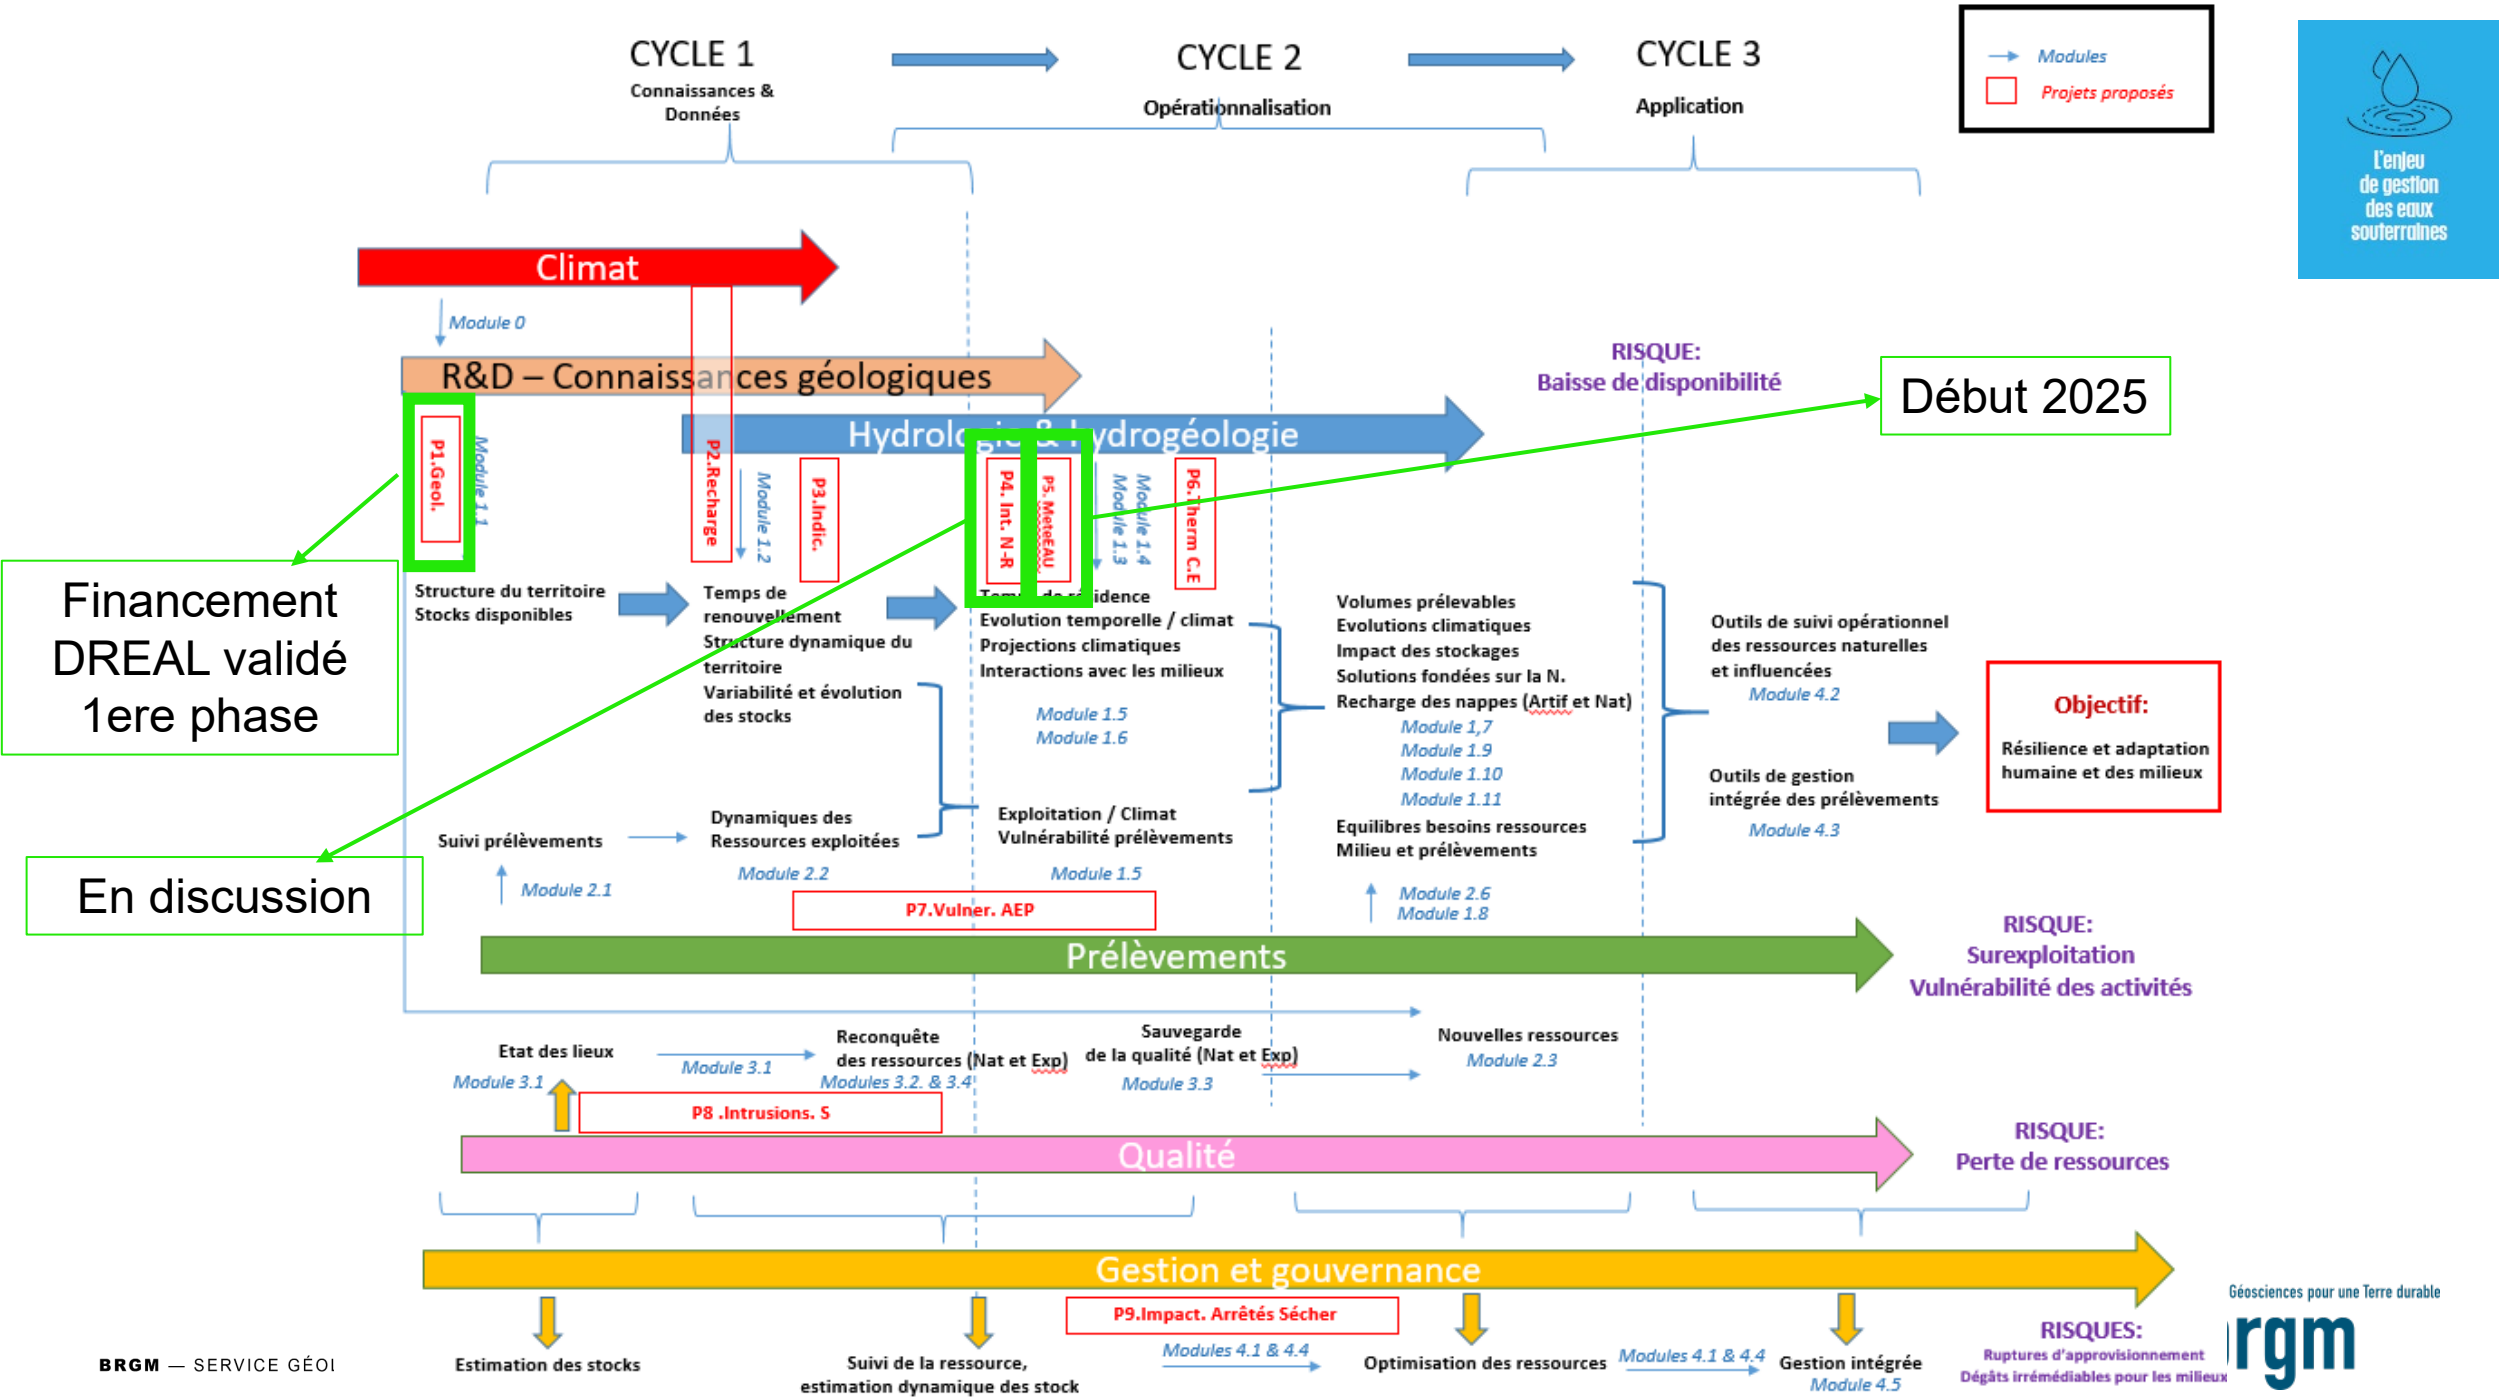 CYCLE 1
Connaissances &
Données
CYCLE 2
Opérationnalisation
CYCLE 3
Application
Modules
Projets proposés
L'enjeu
de gestion
des eaux
souterraines
Climat
Module 0
R&D – Connaissances géologiques
Hydrologie & hydrogéologie
RISQUE:
Baisse de disponibilité
Début 2025
P1.Geol.
Module 1.1
P2.Recharge
Module 1.2
P3.Indic.
P4. Int. N-R
P5. MeteEAU
Module 1.3
Module 1.4
P6.Therm C.E
Financement
DREAL validé
1ere phase
En discussion
Structure du territoire
Stocks disponibles
Temps de
renouvellement
Structure dynamique du
territoire
Variabilité et évolution
des stocks
Temps de résidence
Evolution temporelle / climat
Projections climatiques
Interactions avec les milieux
Module 1.5
Module 1.6
Volumes prélevables
Evolutions climatiques
Impact des stockages
Solutions fondées sur la N.
Recharge des nappes (Artif et Nat)
Module 1,7
Module 1.9
Module 1.10
Module 1.11
Equilibres besoins ressources
Milieu et prélèvements
Module 2.6
Module 1.8
Outils de suivi opérationnel
des ressources naturelles
et influencées
Module 4.2
Outils de gestion
intégrée des prélèvements
Module 4.3
Objectif:
Résilience et adaptation
humaine et des milieux
Suivi prélèvements
Module 2.1
Dynamiques des
Ressources exploitées
Module 2.2
Exploitation / Climat
Vulnérabilité prélèvements
Module 1.5
P7.Vulner. AEP
Prélèvements
RISQUE:
Surexploitation
Vulnérabilité des activités
Etat des lieux
Module 3.1
Module 3.1
Reconquête
des ressources (Nat et Exp)
Modules 3.2. & 3.4
Sauvegarde
de la qualité (Nat et Exp)
Module 3.3
Nouvelles ressources
Module 2.3
P8 .Intrusions. S
Qualité
RISQUE:
Perte de ressources
Gestion et gouvernance
P9.Impact. Arrêtés Sécher
Estimation des stocks
Suivi de la ressource,
estimation dynamique des stock
Modules 4.1 & 4.4
Optimisation des ressources
Modules 4.1 & 4.4
Gestion intégrée
Module 4.5
RISQUES:
Ruptures d'approvisionnement
Dégâts irrémédiables pour les milieux
Géosciences pour une Terre durable
rgm
BRGM — SERVICE GÉOL